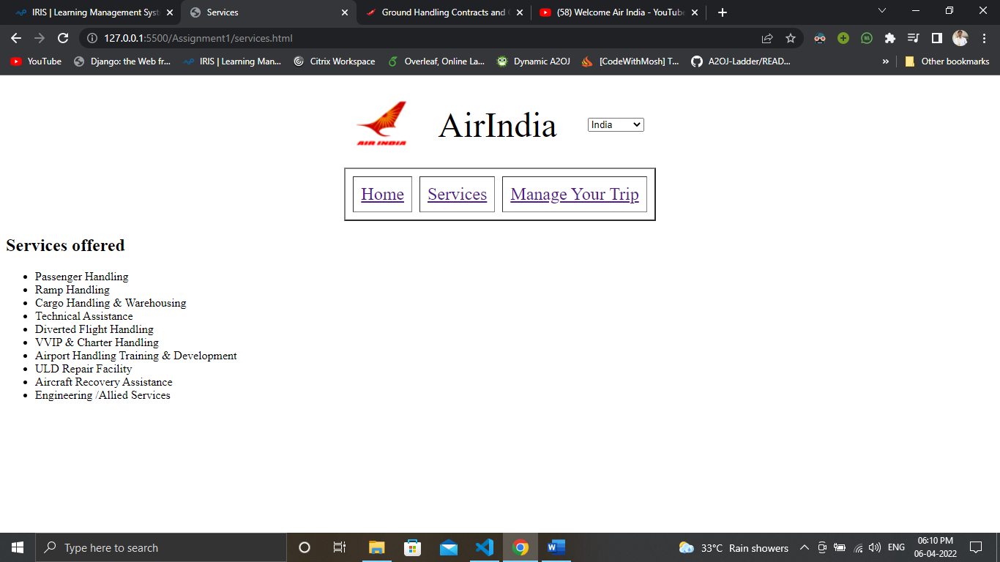 IRIS | Learning Management Syst
Services
Ground Handling Contracts and
(58) Welcome Air India - YouTube
127.0.0.1:5500/Assignment1/services.html
YouTube
Django: the Web fr...
IRIS | Learning Man...
Citrix Workspace
Overleaf, Online La...
Dynamic A2OJ
[CodeWithMosh] T...
A2OJ-Ladder/READ...
»
Other bookmarks
AIR INDIA
AirIndia
India
Home
Services
Manage Your Trip
Services offered
• Passenger Handling
• Ramp Handling
• Cargo Handling & Warehousing
• Technical Assistance
• Diverted Flight Handling
• VVIP & Charter Handling
• Airport Handling Training & Development
• ULD Repair Facility
• Aircraft Recovery Assistance
• Engineering /Allied Services
Type here to search
33°C Rain showers
ENG
06:10 PM
06-04-2022